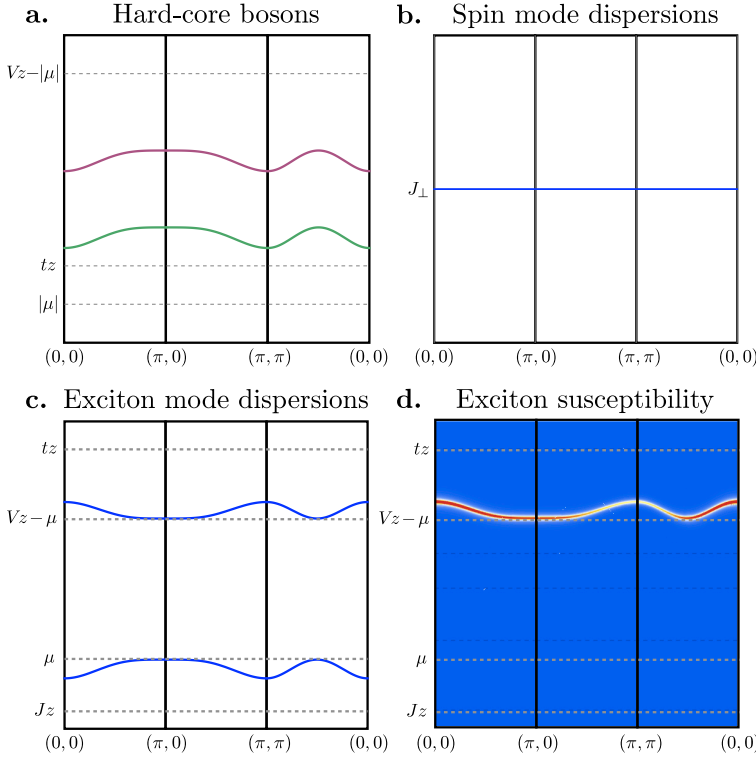 a. Hard-core bosons
Vz−|μ|
tz
|μ|
(0, 0) (π, 0) (π, π) (0, 0)
b. Spin mode dispersions
J⊥
(0, 0) (π, 0) (π, π) (0, 0)
c. Exciton mode dispersions
tz
Vz−μ
μ
Jz
(0, 0) (π, 0) (π, π) (0, 0)
d. Exciton susceptibility
tz
Vz−μ
μ
Jz
(0, 0) (π, 0) (π, π) (0, 0)